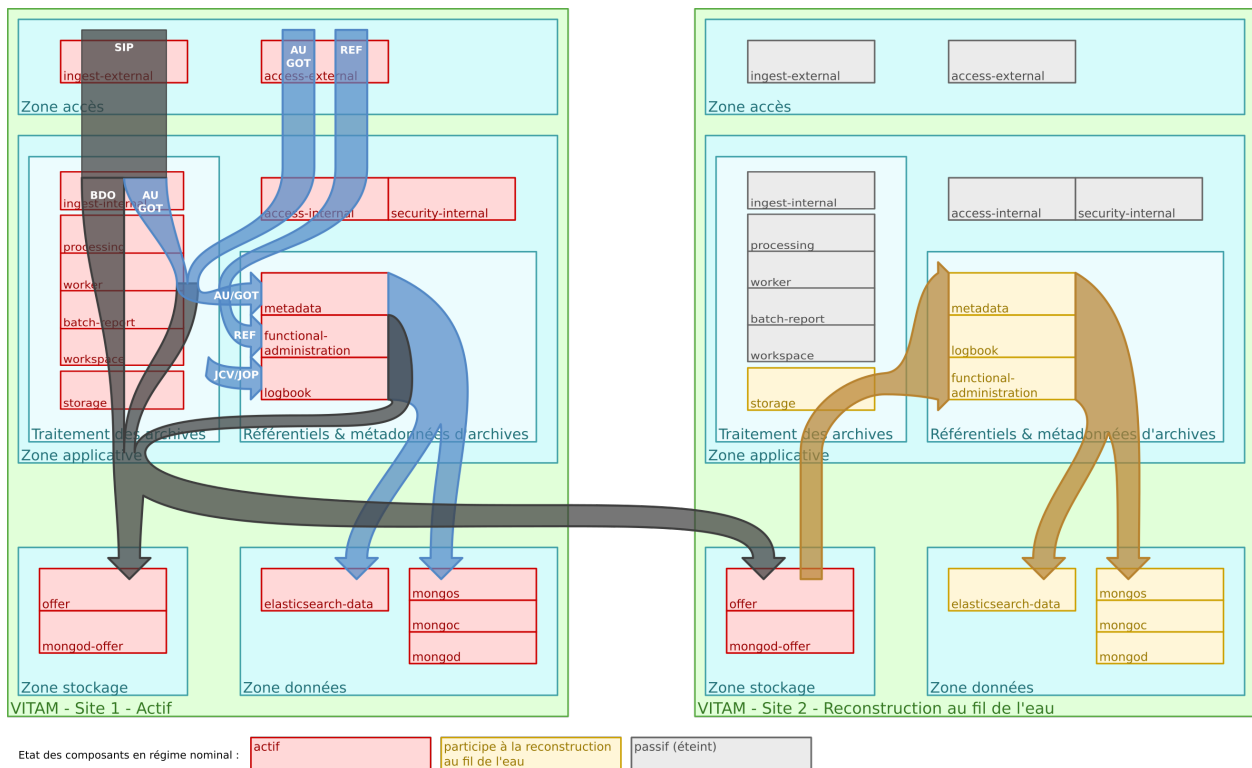 SIP
ingest-external
AU
GOT
REF
access-external
Zone accès
BDO
AU
GOT
ingest-internal
processing
worker
batch-report
workspace
storage
Traitement des archives
access-internal
security-internal
AU/GOT
REF
JCV/JOP
metadata
functional-
administration
logbook
Référentiels & métadonnées d'archives
Zone applicative
offer
mongod-offer
Zone stockage
elasticsearch-data
mongos
mongoc
mongod
Zone données
VITAM - Site 1 - Actif
ingest-external
access-external
Zone accès
ingest-internal
processing
worker
batch-report
workspace
storage
Traitement des archives
access-internal
security-internal
metadata
logbook
functional-
administration
Référentiels & métadonnées d'archives
Zone applicative
offer
mongod-offer
Zone stockage
elasticsearch-data
mongos
mongoc
mongod
Zone données
VITAM - Site 2 - Reconstruction au fil de l'eau
Etat des composants en régime nominal :
actif
participe à la reconstruction
au fil de l'eau
passif (éteint)